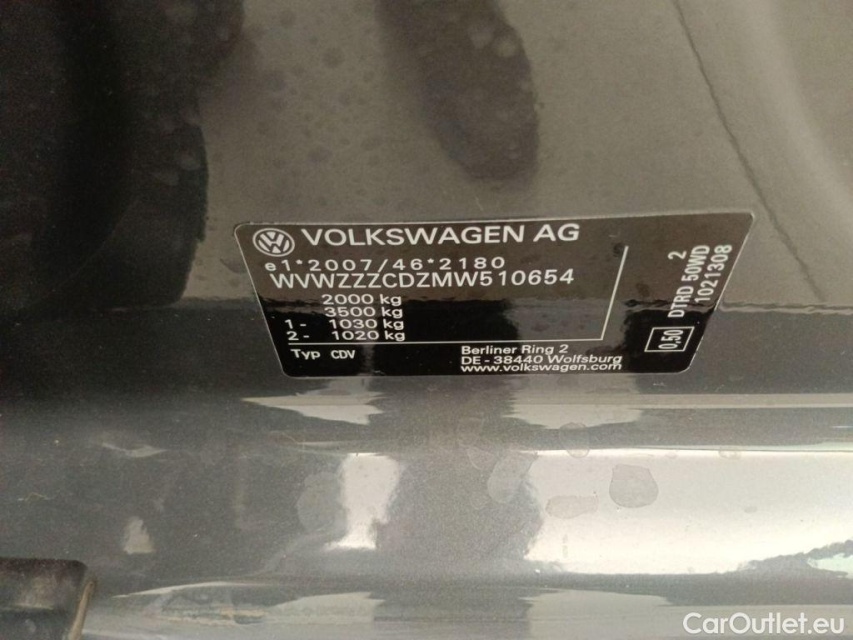 VOLKSWAGEN AG
e1*2007/46*2180
WVWZZZCDZMW510654
2000 kg
3500 kg
1- 1030 kg
2- 1020 kg
Typ CDV
Berliner Ring 2
DE-38440 Wolfsburg
www.volkswagen.com
2
DTRD 50WD
1021308
0,50
CarOutlet.eu